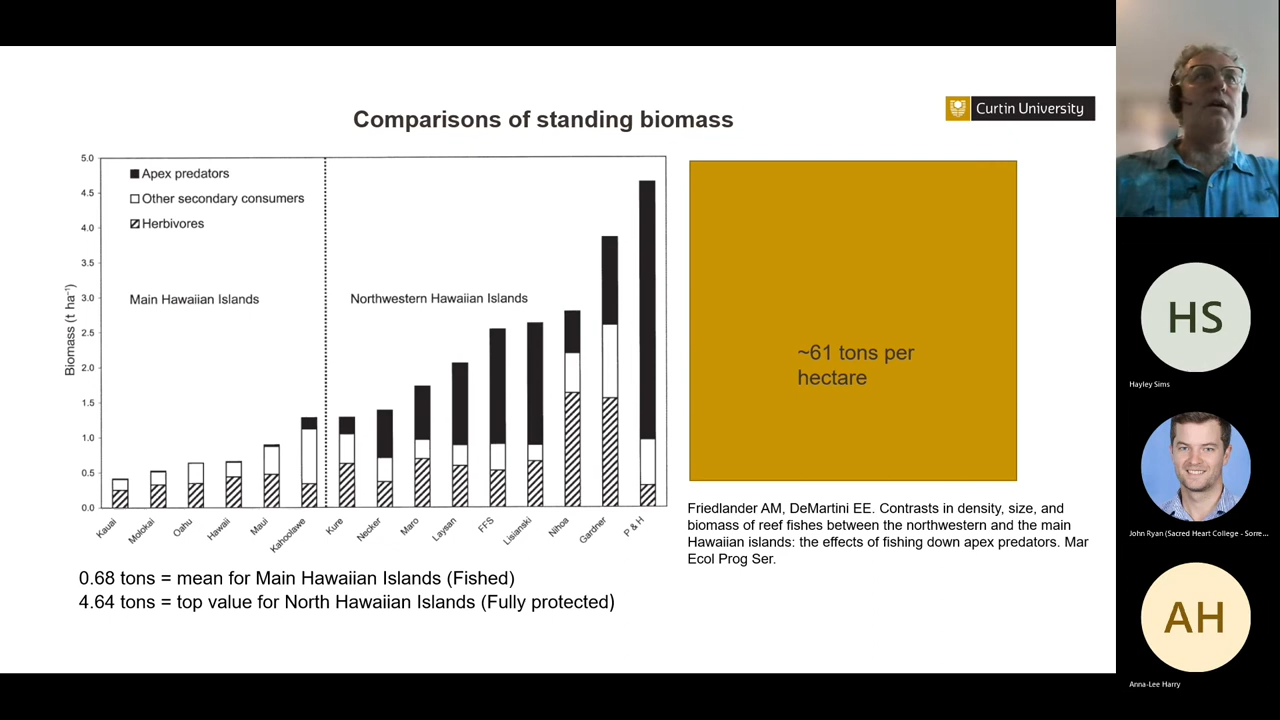 Comparisons of standing biomass
Curtin University
5.0
4.5
4.0
3.5
3.0
2.5
2.0
1.5
1.0
0.5
0.0
Biomass (t ha⁻¹)
Apex predators
Other secondary consumers
Herbivores
Main Hawaiian Islands
Northwestern Hawaiian Islands
Kauai
Molokai
Oahu
Hawaii
Maui
Kahoolawe
Kure
Necker
Maro
Laysan
FFS
Lisianski
Nihoa
Gardner
P & H
~61 tons per
hectare
Friedlander AM, DeMartini EE. Contrasts in density, size, and
biomass of reef fishes between the northwestern and the main
Hawaiian islands: the effects of fishing down apex predators. Mar
Ecol Prog Ser.
0.68 tons = mean for Main Hawaiian Islands (Fished)
4.64 tons = top value for North Hawaiian Islands (Fully protected)
HS
Hayley Sims
John Ryan (Sacred Heart College - Sorre...
AH
Anna-Lee Harry